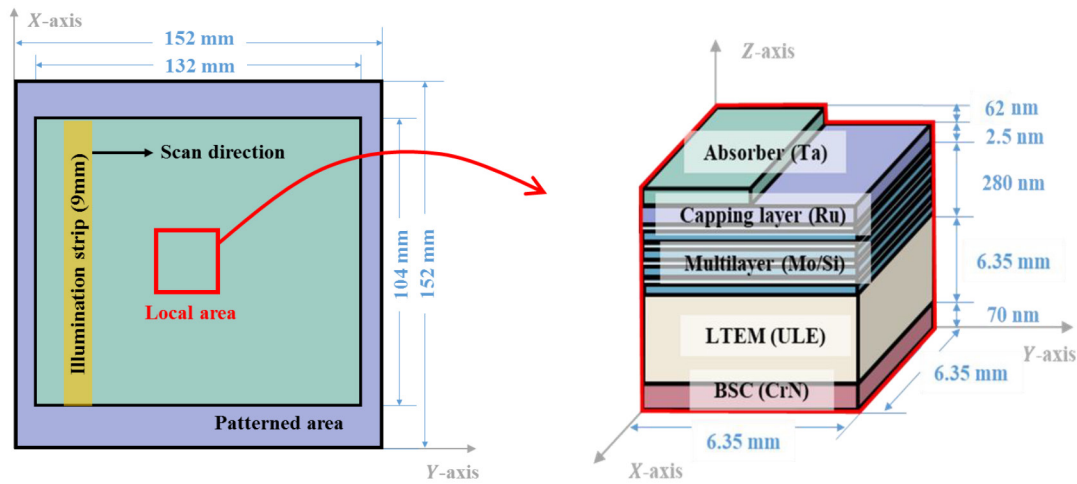 X-axis
152 mm
132 mm
Illumination strip (9mm)
Scan direction
Local area
104 mm
152 mm
Patterned area
Y-axis
Z-axis
62 nm
Absorber (Ta)
2.5 nm
280 nm
Capping layer (Ru)
Multilayer (Mo/Si)
6.35 mm
LTEM (ULE)
70 nm
Y-axis
BSC (CrN)
6.35 mm
6.35 mm
X-axis